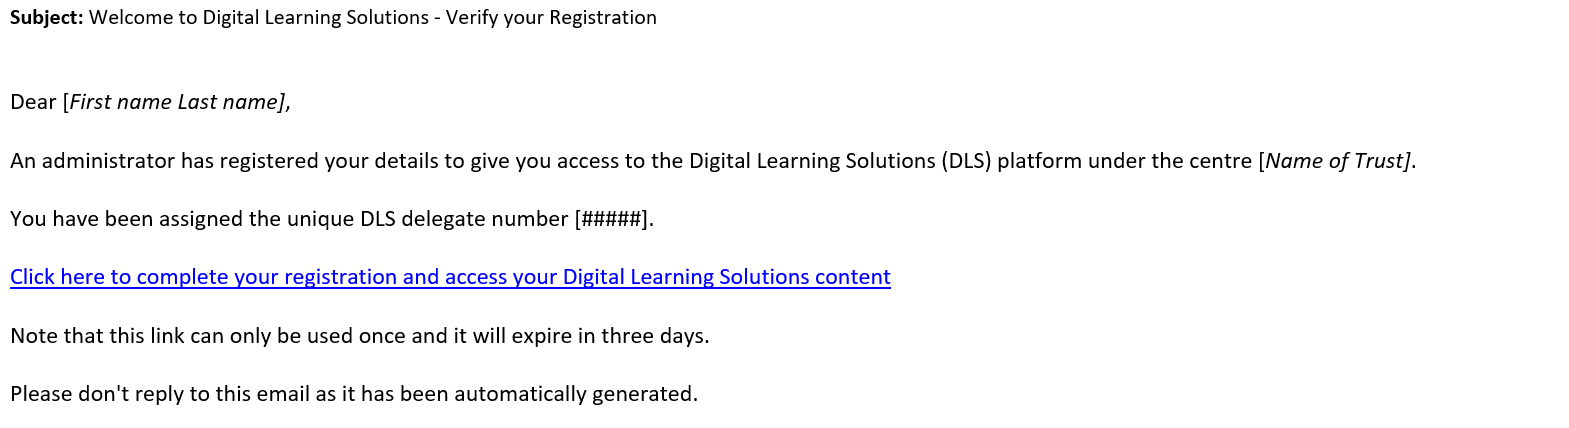 Subject: Welcome to Digital Learning Solutions - Verify your Registration
Dear [First name Last name],
An administrator has registered your details to give you access to the Digital Learning Solutions (DLS) platform under the centre [Name of Trust].
You have been assigned the unique DLS delegate number [#####].
Click here to complete your registration and access your Digital Learning Solutions content
Note that this link can only be used once and it will expire in three days.
Please don't reply to this email as it has been automatically generated.